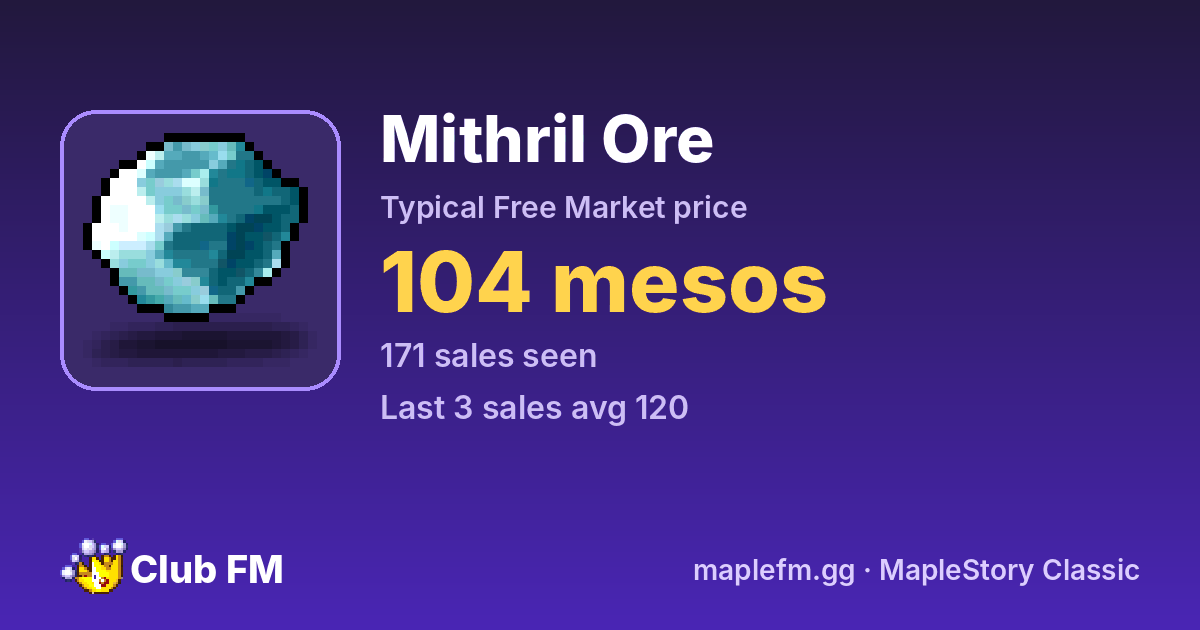 Mithril Ore
Typical Free Market price
104 mesos
171 sales seen
Last 3 sales avg 120
Club FM
maplefm.gg · MapleStory Classic